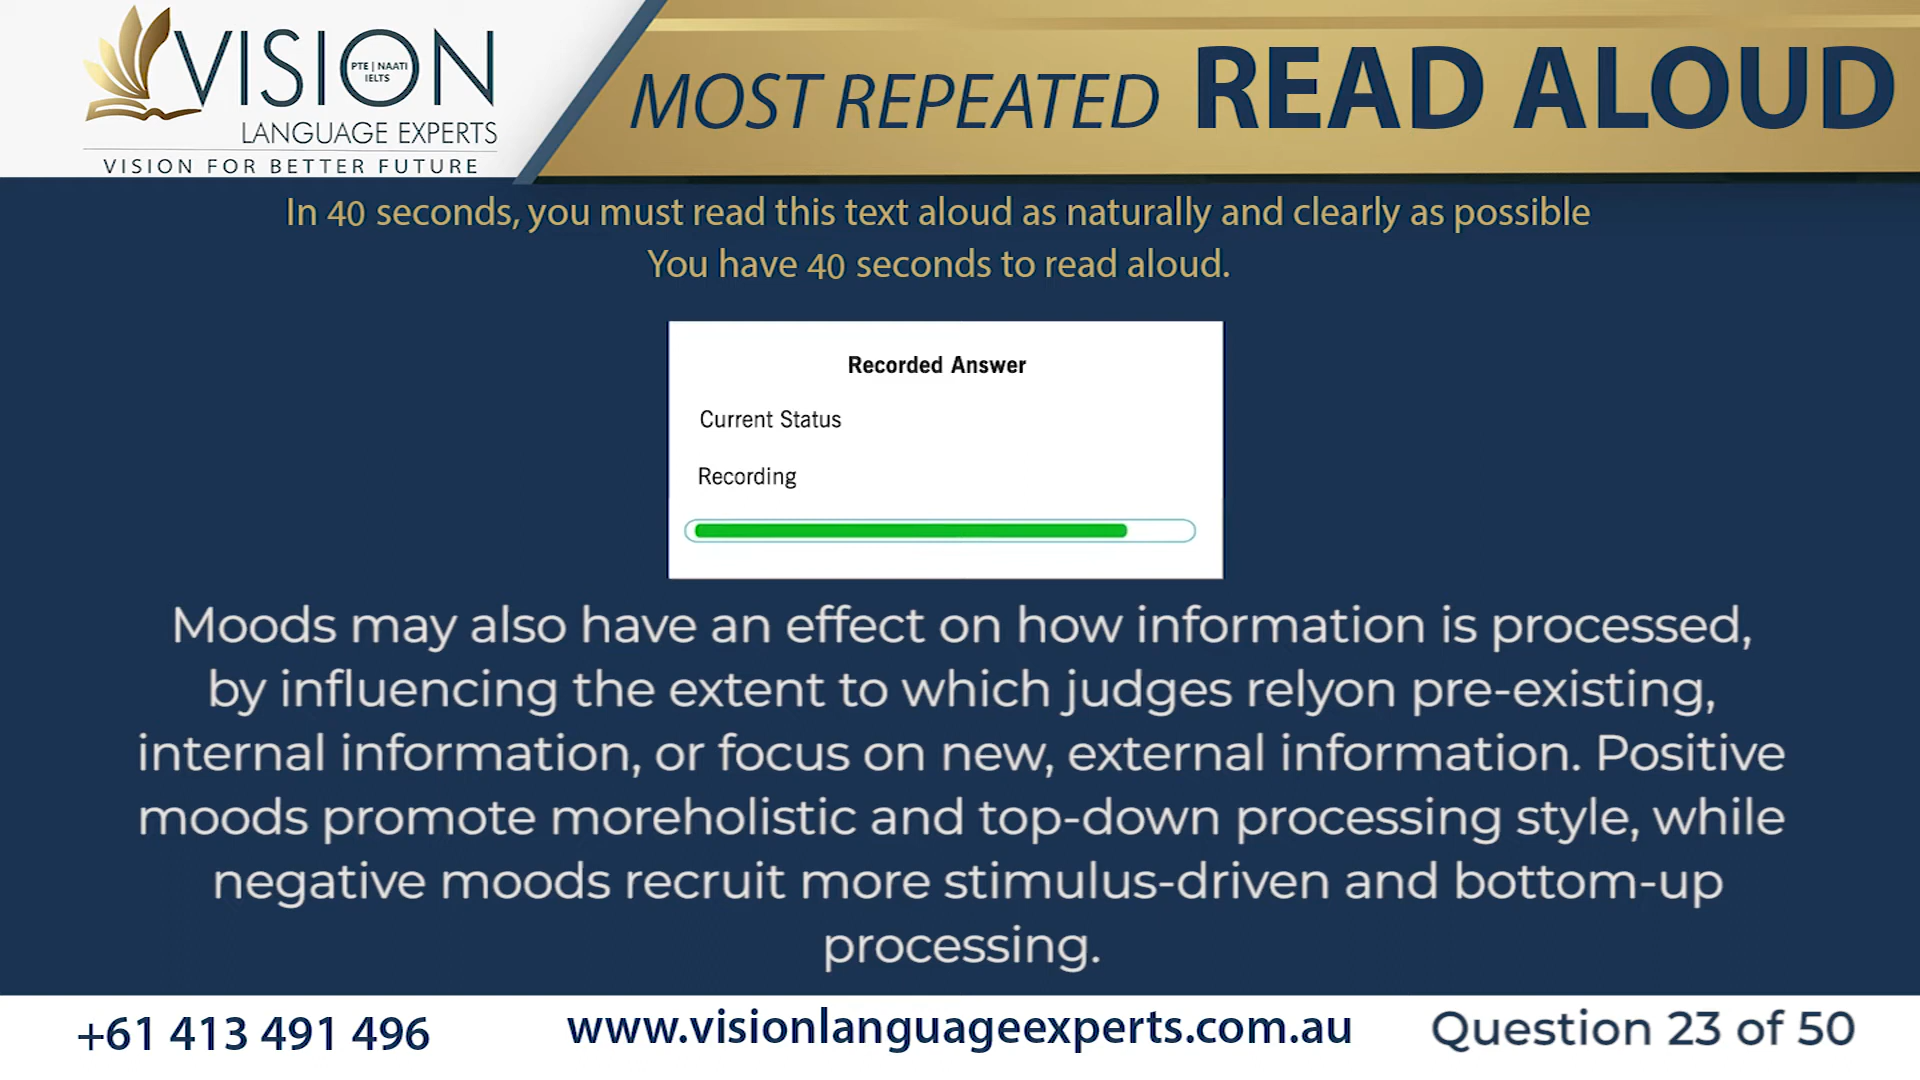 VISION
PTE | NAATI
IELTS
LANGUAGE EXPERTS
VISION FOR BETTER FUTURE
MOST REPEATED READ ALOUD
In 40 seconds, you must read this text aloud as naturally and clearly as possible
You have 40 seconds to read aloud.
Recorded Answer
Current Status
Recording
Moods may also have an effect on how information is processed,
by influencing the extent to which judges relyon pre-existing,
internal information, or focus on new, external information. Positive
moods promote moreholistic and top-down processing style, while
negative moods recruit more stimulus-driven and bottom-up
processing.
+61 413 491 496
www.visionlanguageexperts.com.au
Question 23 of 50